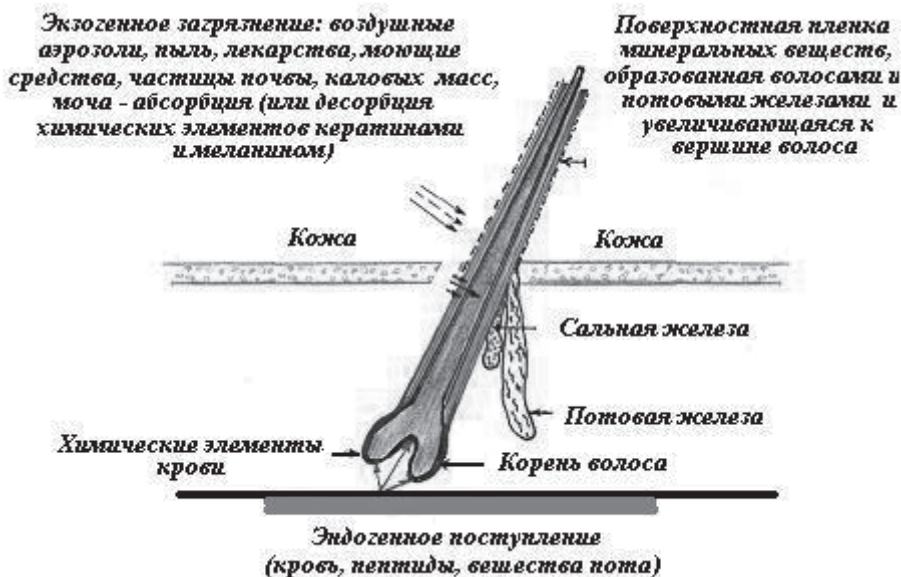 Экзогенное загрязнение: воздушные
аэрозоли, пыль, лекарства, моющие
средства, частицы почвы, каловых масс,
моча - абсорбция (или десорбция
химических элементов кератинами
и меланином)
Поверхностная пленка
минеральных веществ,
образованная волосами и
потовыми железами и
увеличивающаяся к
вершине волоса
Кожа
Кожа
Сальная железа
Потовая железа
Химические элементы
крови
Корень волоса
Эндогенное поступление
(кровь, пептиды, вещества пота)